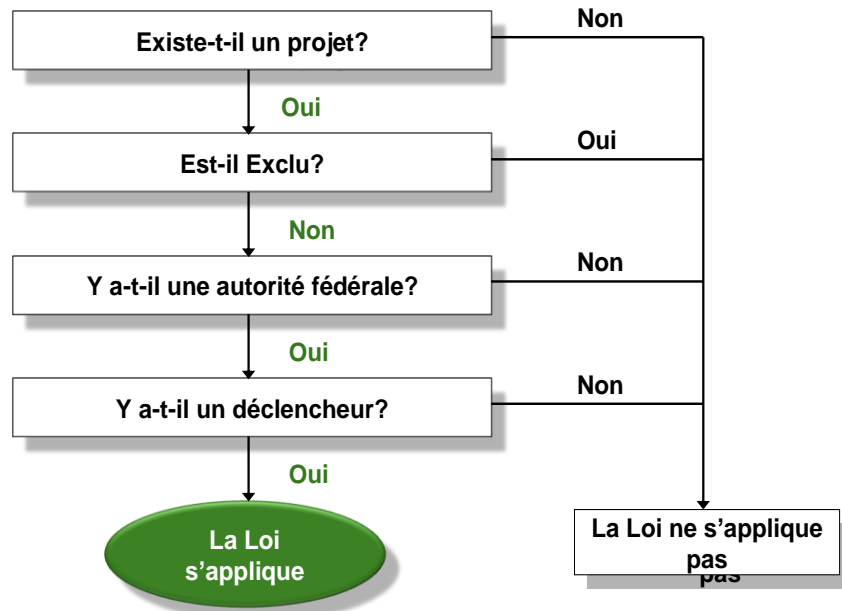 Existe-t-il un projet?
Non
Oui
Est-il Exclu?
Oui
Non
Y a-t-il une autorité fédérale?
Non
Oui
Y a-t-il un déclencheur?
Non
Oui
La Loi
s’applique
La Loi ne s’applique
pas
pas